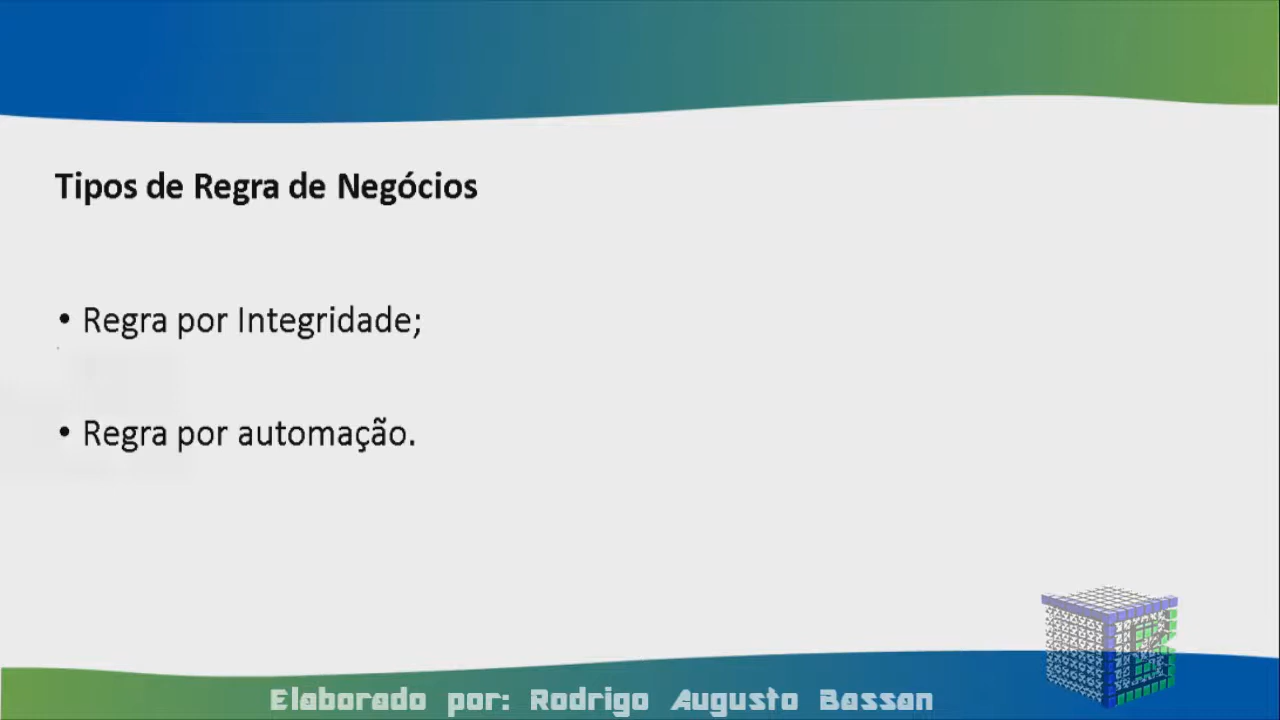 Tipos de Regra de Negócios
• Regra por Integridade;
• Regra por automação.
Elaborado por: Rodrigo Augusto Bassan